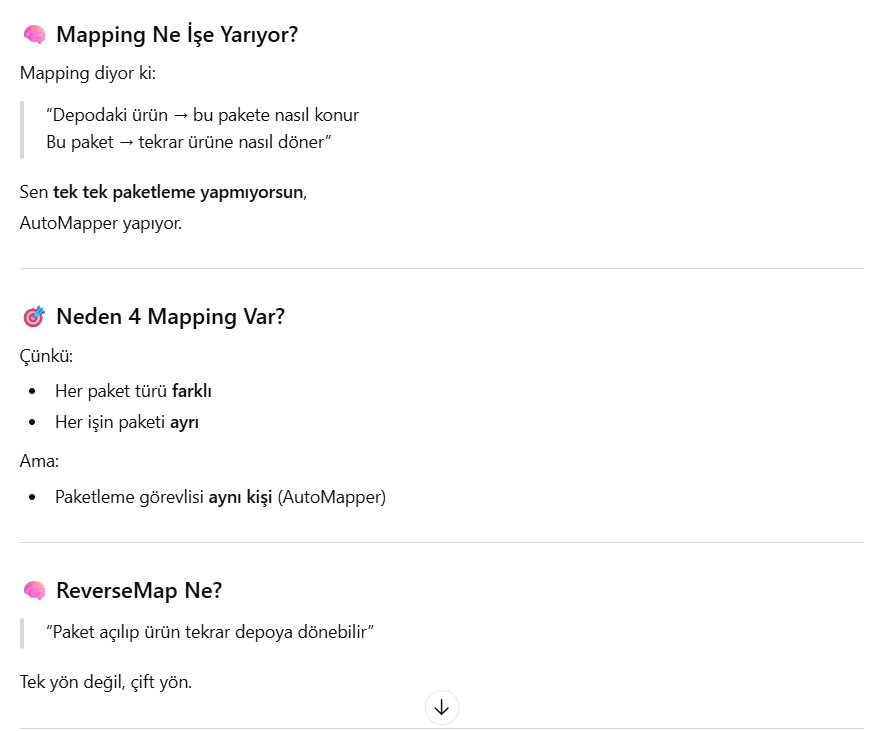 🧠 Mapping Ne İşe Yarıyor?
Mapping diyor ki:
“Depodaki ürün → bu pakete nasıl konur
Bu paket → tekrar ürüne nasıl döner”
Sen tek tek paketleme yapmıyorsun,
AutoMapper yapıyor.
🎯 Neden 4 Mapping Var?
Çünkü:
• Her paket türü farklı
• Her işin paketi ayrı
Ama:
• Paketleme görevlisi aynı kişi (AutoMapper)
🧠 ReverseMap Ne?
“Paket açılıp ürün tekrar depoya dönebilir”
Tek yön değil, çift yön.